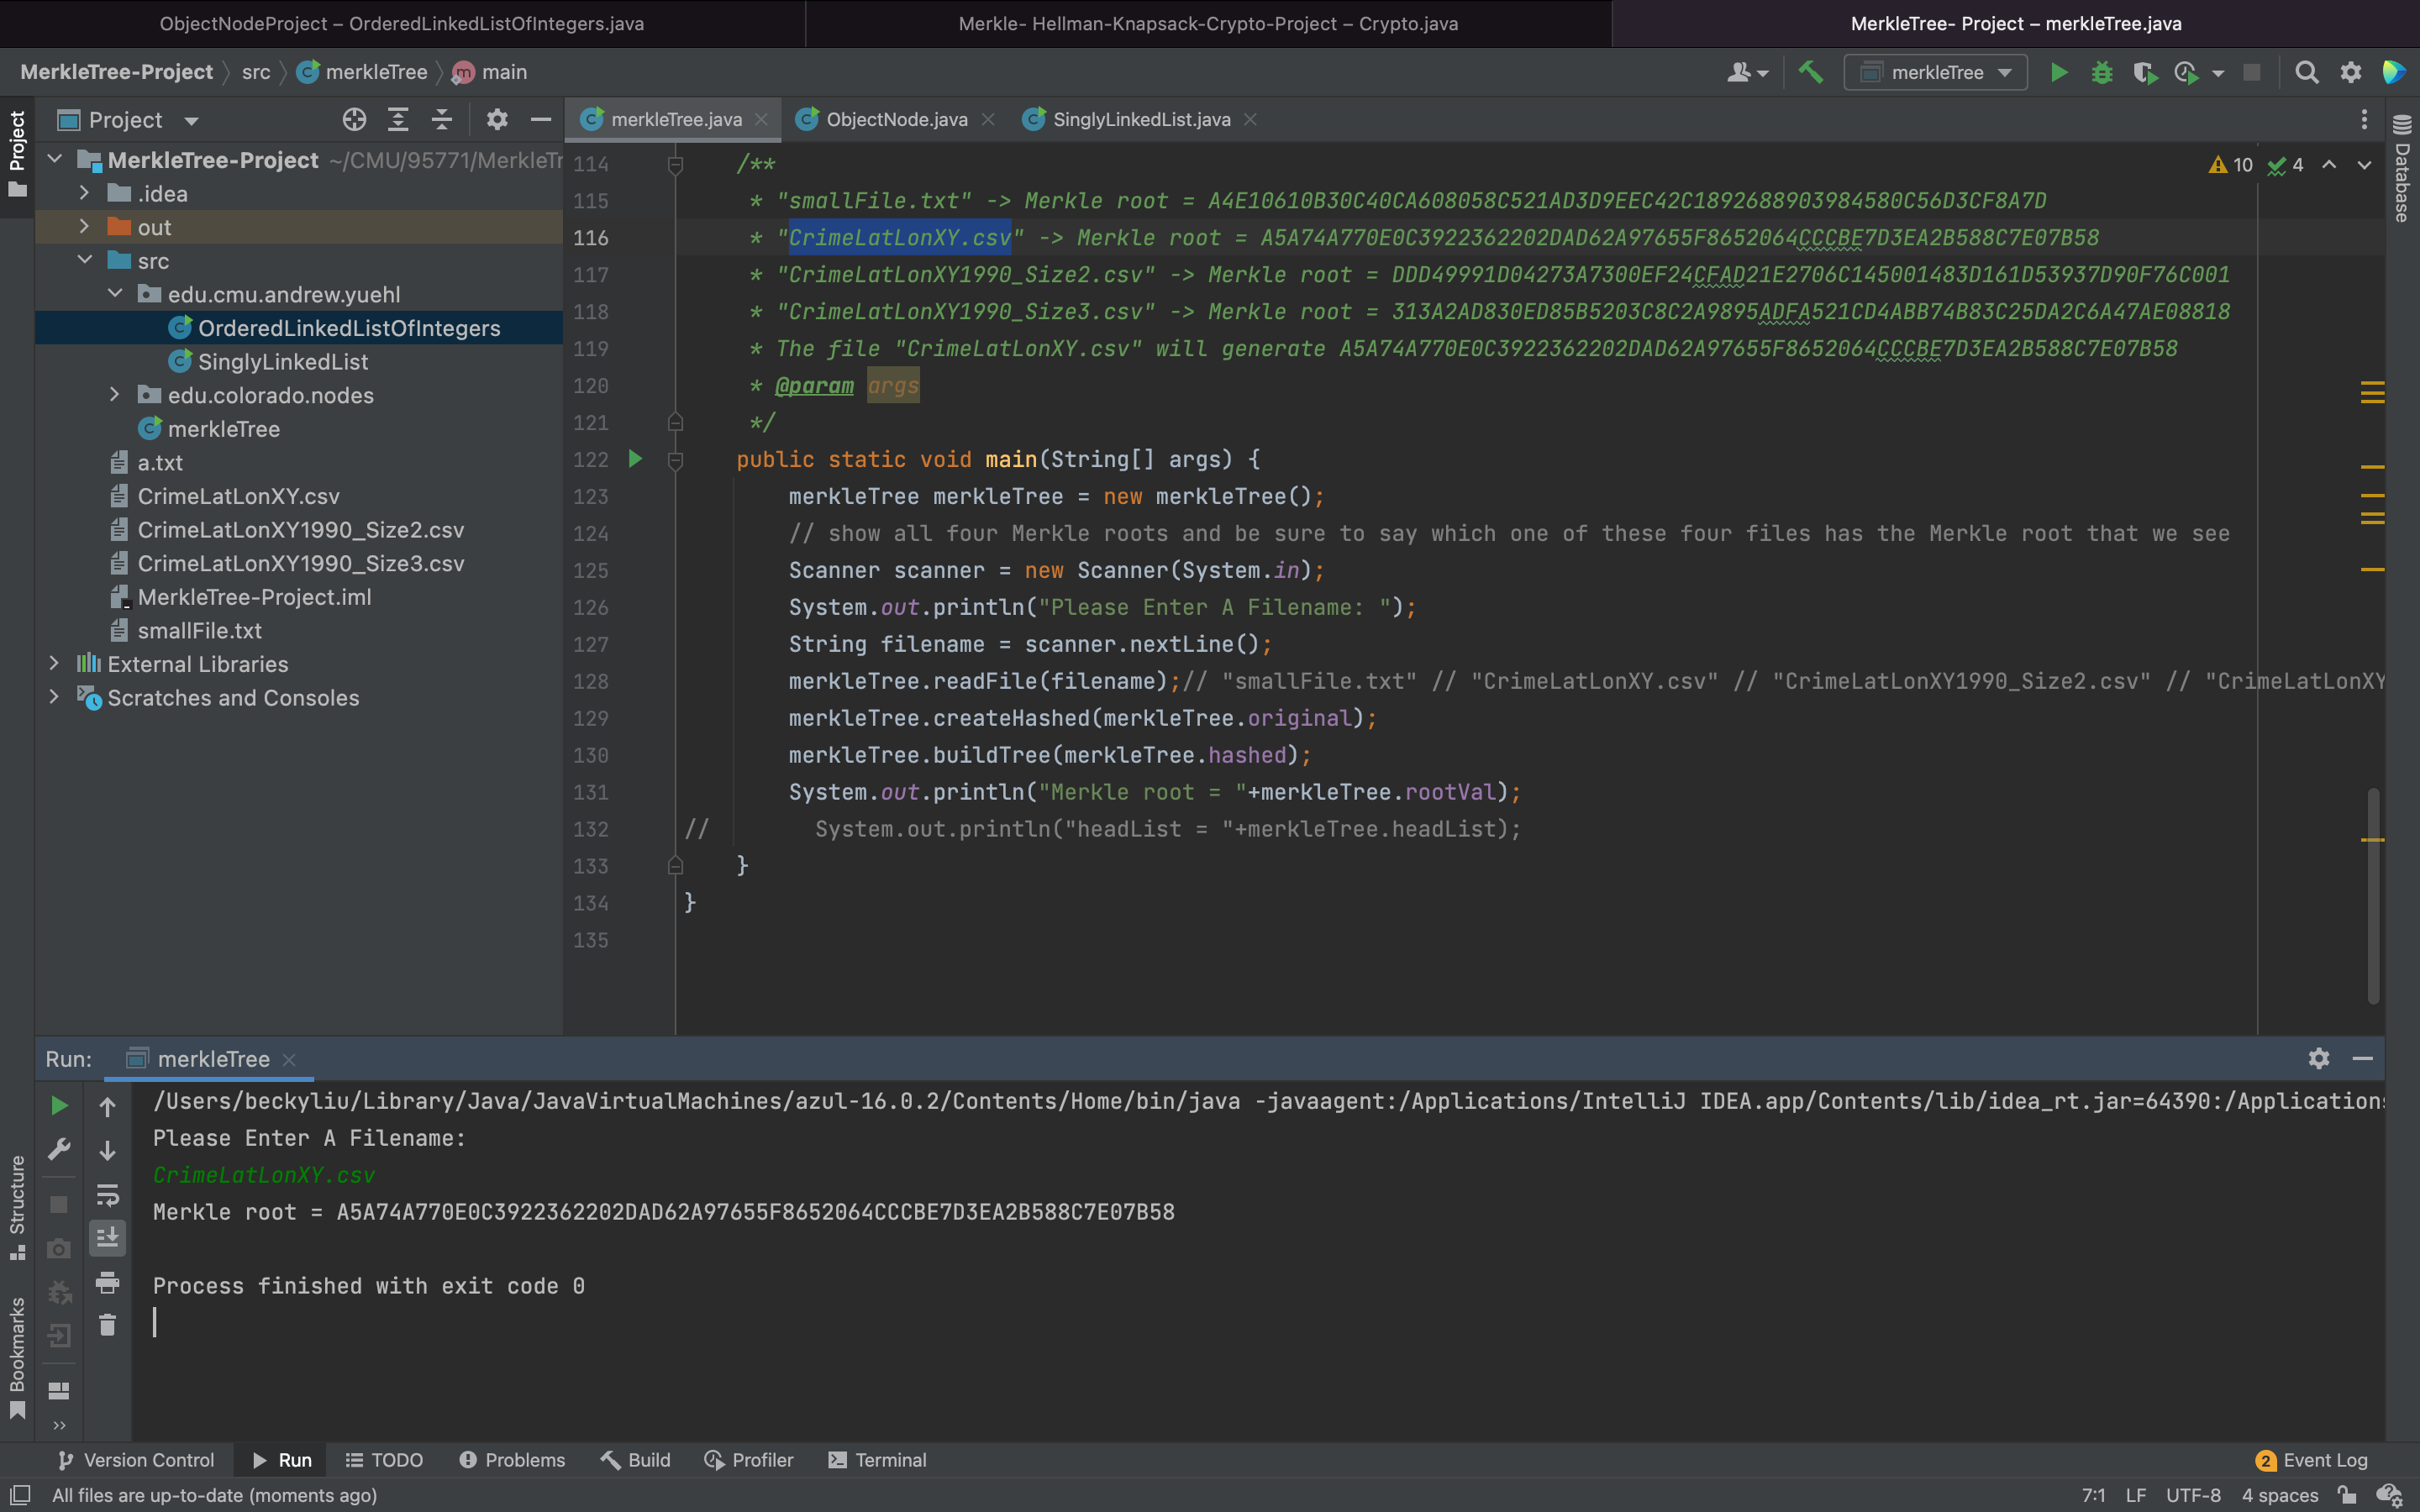 ObjectNodeProject – OrderedLinkedListOfIntegers.java
Merkle- Hellman-Knapsack-Crypto-Project – Crypto.java
MerkleTree- Project – merkleTree.java
MerkleTree-Project src merkleTree m main
merkleTree
Project
Project
merkleTree.java
ObjectNode.java
SinglyLinkedList.java
Database
MerkleTree-Project ~/CMU/95771/MerkleTr
.idea
out
src
edu.cmu.andrew.yuehl
OrderedLinkedListOfIntegers
SinglyLinkedList
edu.colorado.nodes
merkleTree
a.txt
CrimeLatLonXY.csv
CrimeLatLonXY1990_Size2.csv
CrimeLatLonXY1990_Size3.csv
MerkleTree-Project.iml
smallFile.txt
External Libraries
Scratches and Consoles
10 4
114 /**
115 * "smallFile.txt" -> Merkle root = A4E10610B30C40CA608058C521AD3D9EEC42C1892688903984580C56D3CF8A7D
116 * "CrimeLatLonXY.csv" -> Merkle root = A5A74A770E0C3922362202DAD62A97655F8652064CCCBE7D3EA2B588C7E07B58
117 * "CrimeLatLonXY1990_Size2.csv" -> Merkle root = DDD49991D04273A7300EF24CFAD21E2706C145001483D161D53937D90F76C001
118 * "CrimeLatLonXY1990_Size3.csv" -> Merkle root = 313A2AD830ED85B5203C8C2A9895ADFA521CD4ABB74B83C25DA2C6A47AE08818
119 * The file "CrimeLatLonXY.csv" will generate A5A74A770E0C3922362202DAD62A97655F8652064CCCBE7D3EA2B588C7E07B58
120 * @param args
121 */
122 public static void main(String[] args) {
123 merkleTree merkleTree = new merkleTree();
124 // show all four Merkle roots and be sure to say which one of these four files has the Merkle root that we see
125 Scanner scanner = new Scanner(System.in);
126 System.out.println("Please Enter A Filename: ");
127 String filename = scanner.nextLine();
128 merkleTree.readFile(filename);// "smallFile.txt" // "CrimeLatLonXY.csv" // "CrimeLatLonXY1990_Size2.csv" // "CrimeLatLonXY
129 merkleTree.createHashed(merkleTree.original);
130 merkleTree.buildTree(merkleTree.hashed);
131 System.out.println("Merkle root = "+merkleTree.rootVal);
132 // System.out.println("headList = "+merkleTree.headList);
133 }
134 }
135
Run: merkleTree
/Users/beckyliu/Library/Java/JavaVirtualMachines/azul-16.0.2/Contents/Home/bin/java -javaagent:/Applications/IntelliJ IDEA.app/Contents/lib/idea_rt.jar=64390:/Applications
Please Enter A Filename:
CrimeLatLonXY.csv
Merkle root = A5A74A770E0C3922362202DAD62A97655F8652064CCCBE7D3EA2B588C7E07B58
Process finished with exit code 0
Structure
Bookmarks
Version Control Run TODO Problems Build Profiler Terminal 2 Event Log
All files are up-to-date (moments ago) 7:1 LF UTF-8 4 spaces